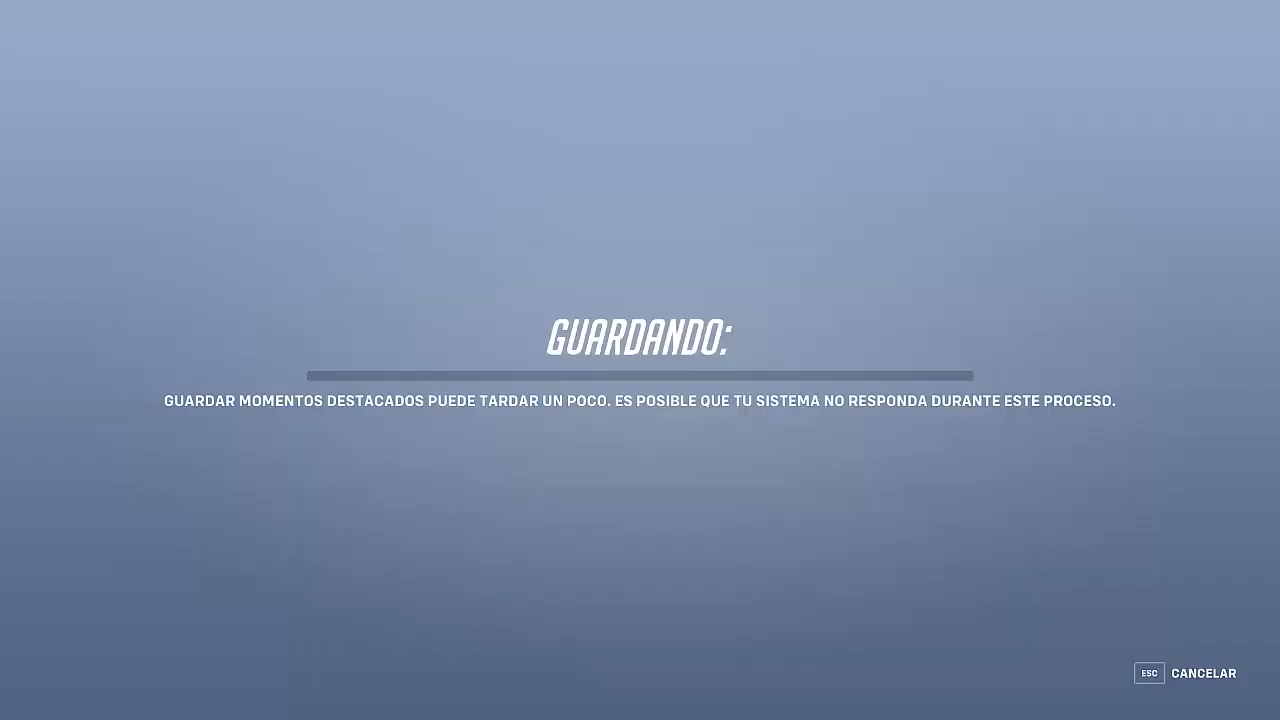 GUARDANDO:
GUARDAR MOMENTOS DESTACADOS PUEDE TARDAR UN POCO. ES POSIBLE QUE TU SISTEMA NO RESPONDA DURANTE ESTE PROCESO.
ESC CANCELAR